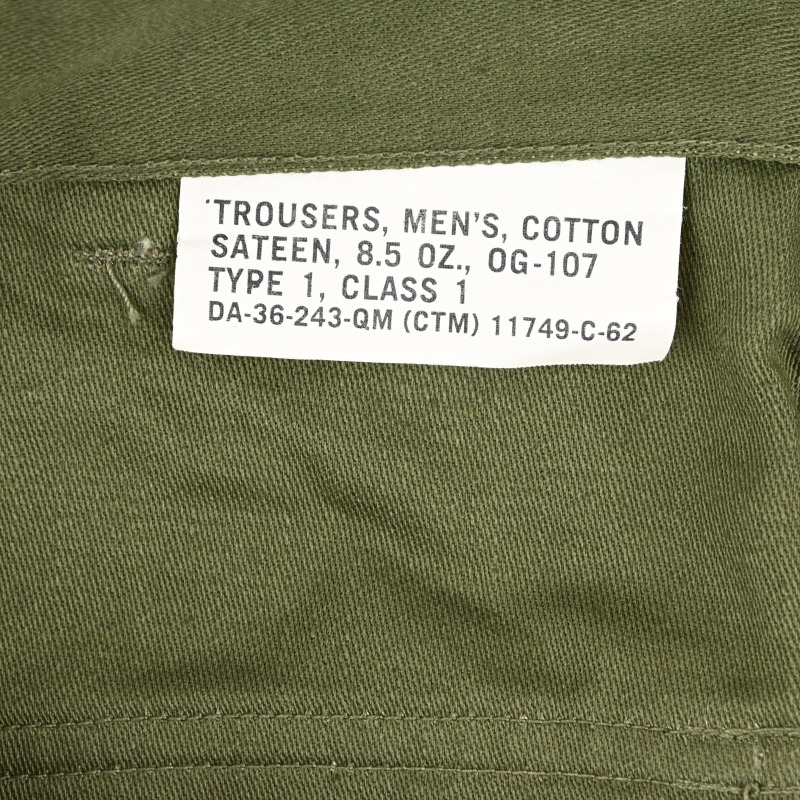 TROUSERS, MEN'S, COTTON
SATEEN, 8.5 OZ., OG-107
TYPE 1, CLASS 1
DA-36-243-QM (CTM) 11749-C-62